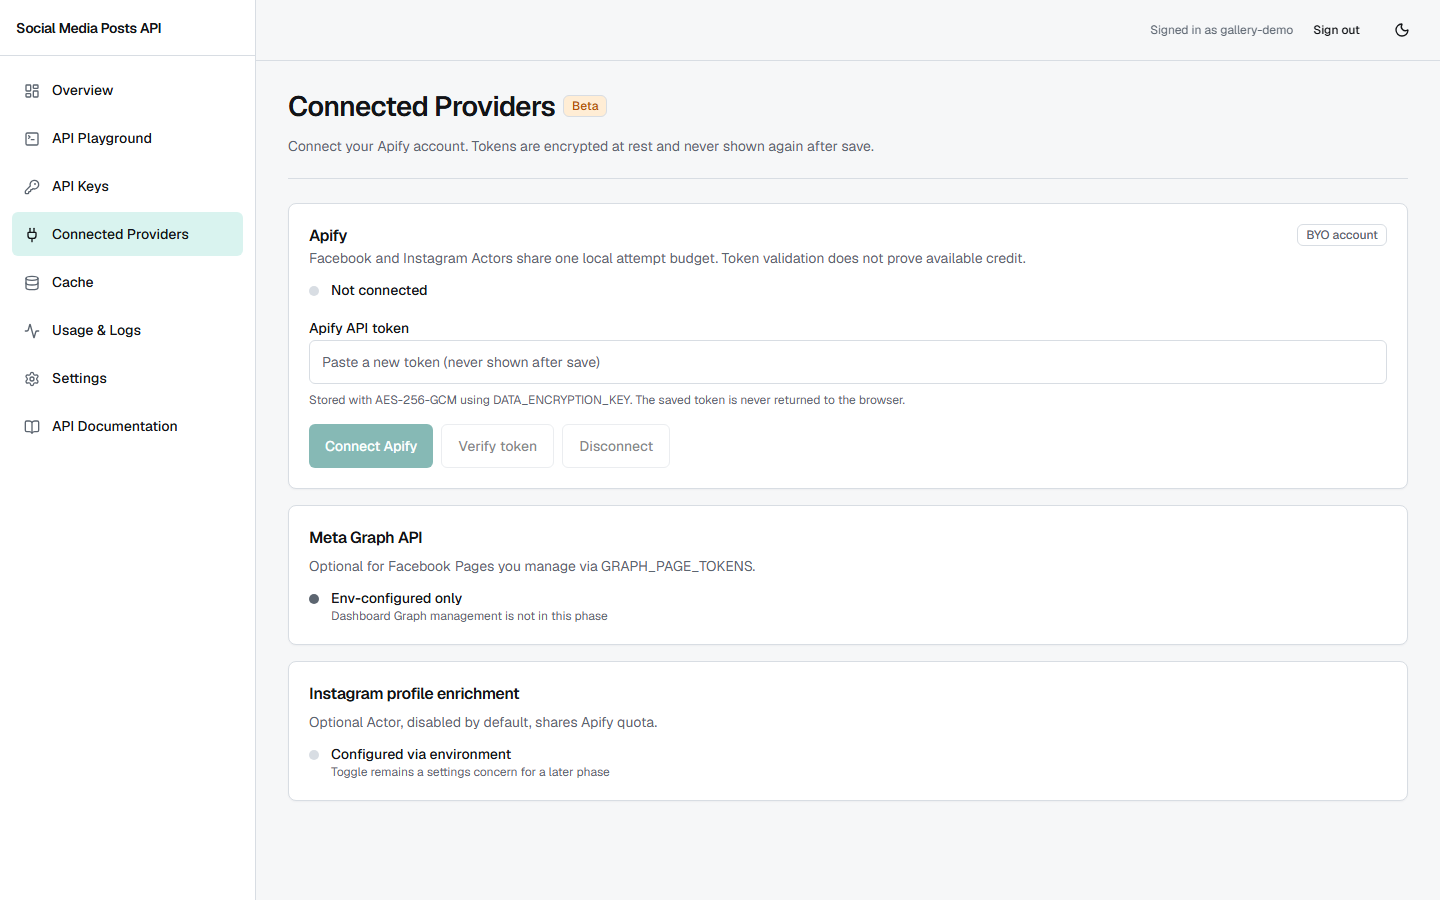 Social Media Posts API
Signed in as gallery-demo
Sign out
Overview
API Playground
API Keys
Connected Providers
Cache
Usage & Logs
Settings
API Documentation
Connected Providers
Beta
Connect your Apify account. Tokens are encrypted at rest and never shown again after save.
Apify
BYO account
Facebook and Instagram Actors share one local attempt budget. Token validation does not prove available credit.
Not connected
Apify API token
Paste a new token (never shown after save)
Stored with AES-256-GCM using DATA_ENCRYPTION_KEY. The saved token is never returned to the browser.
Connect Apify
Verify token
Disconnect
Meta Graph API
Optional for Facebook Pages you manage via GRAPH_PAGE_TOKENS.
Env-configured only
Dashboard Graph management is not in this phase
Instagram profile enrichment
Optional Actor, disabled by default, shares Apify quota.
Configured via environment
Toggle remains a settings concern for a later phase